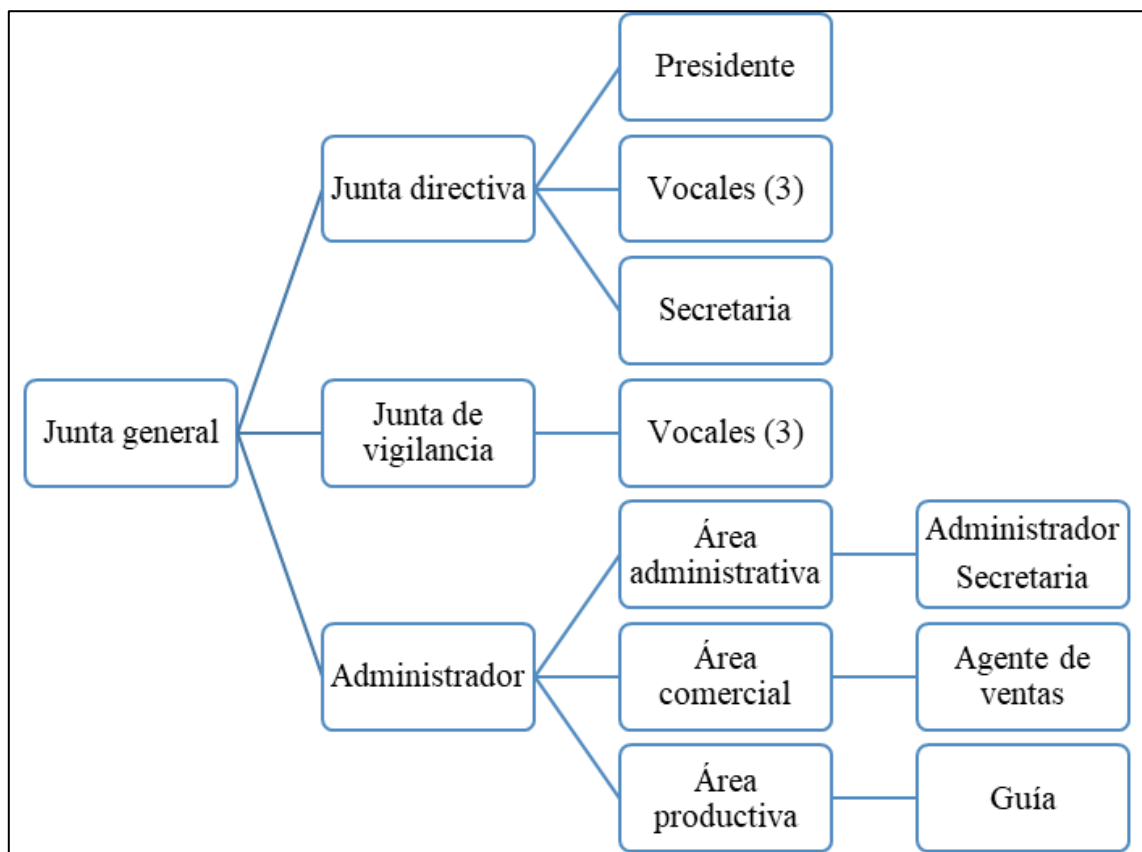 Presidente
Junta directiva
Vocales (3)
Secretaria
Junta general
Junta de
vigilancia
Vocales (3)
Administrador
Área
administrativa
Administrador
Secretaria
Área
comercial
Agente de
ventas
Área
productiva
Guía